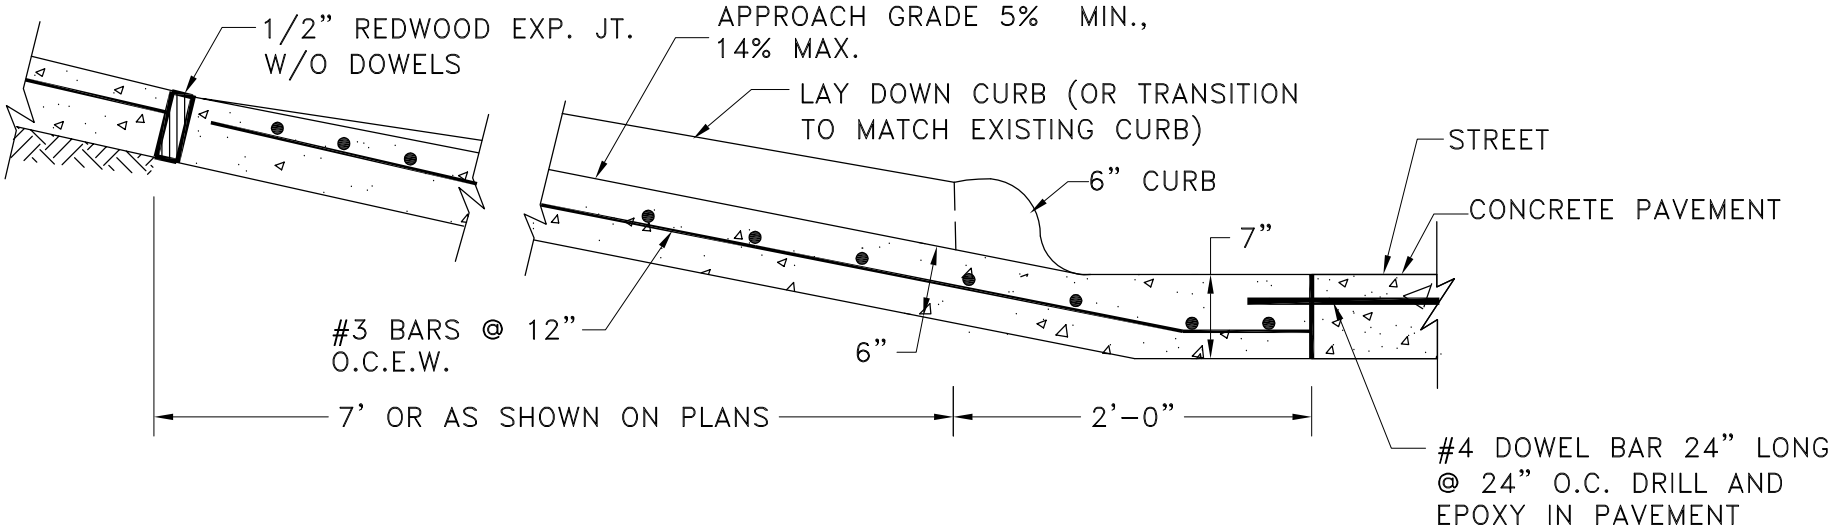 1/2” REDWOOD EXP. JT.
W/O DOWELS
APPROACH GRADE 5% MIN.,
14% MAX.
LAY DOWN CURB (OR TRANSITION
TO MATCH EXISTING CURB)
STREET
6” CURB
CONCRETE PAVEMENT
7”
#3 BARS @ 12”
O.C.E.W.
6”
7’ OR AS SHOWN ON PLANS
2’-0”
#4 DOWEL BAR 24” LONG
@ 24” O.C. DRILL AND
EPOXY IN PAVEMENT